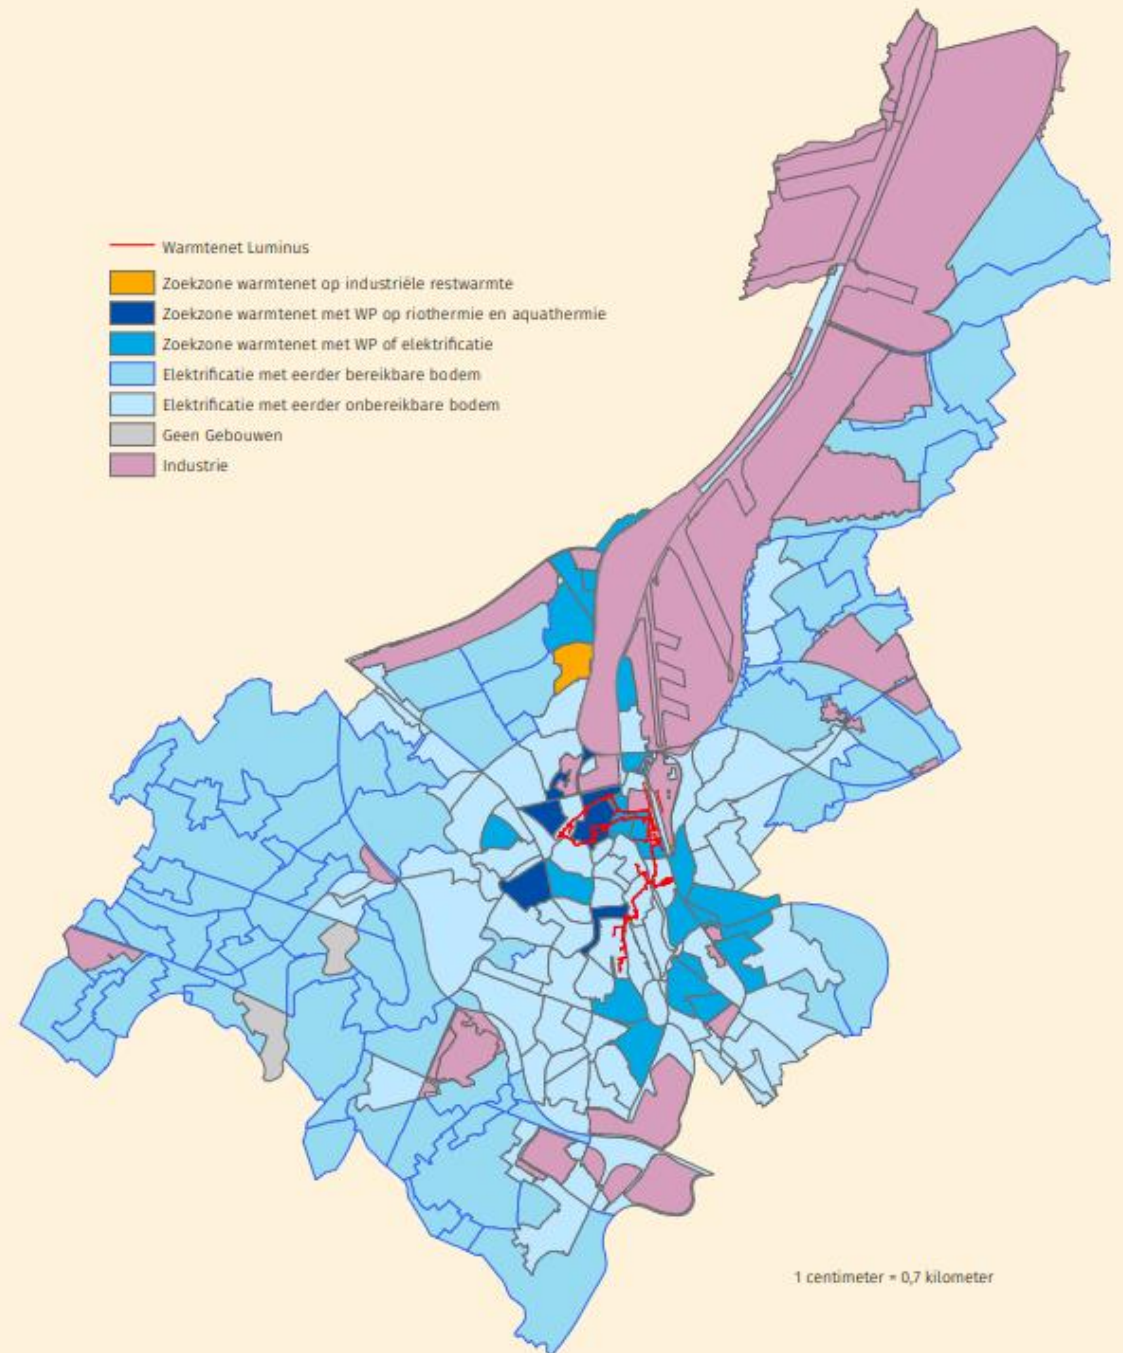 Warmtenet Luminus
Zoekzone warmtenet op industriële restwarmte
Zoekzone warmtenet met WP op riothermie en aquathermie
Zoekzone warmtenet met WP of elektrificatie
Elektrificatie met eerder bereikbare bodem
Elektrificatie met eerder onbereikbare bodem
Geen Gebouwen
Industrie
1 centimeter = 0,7 kilometer